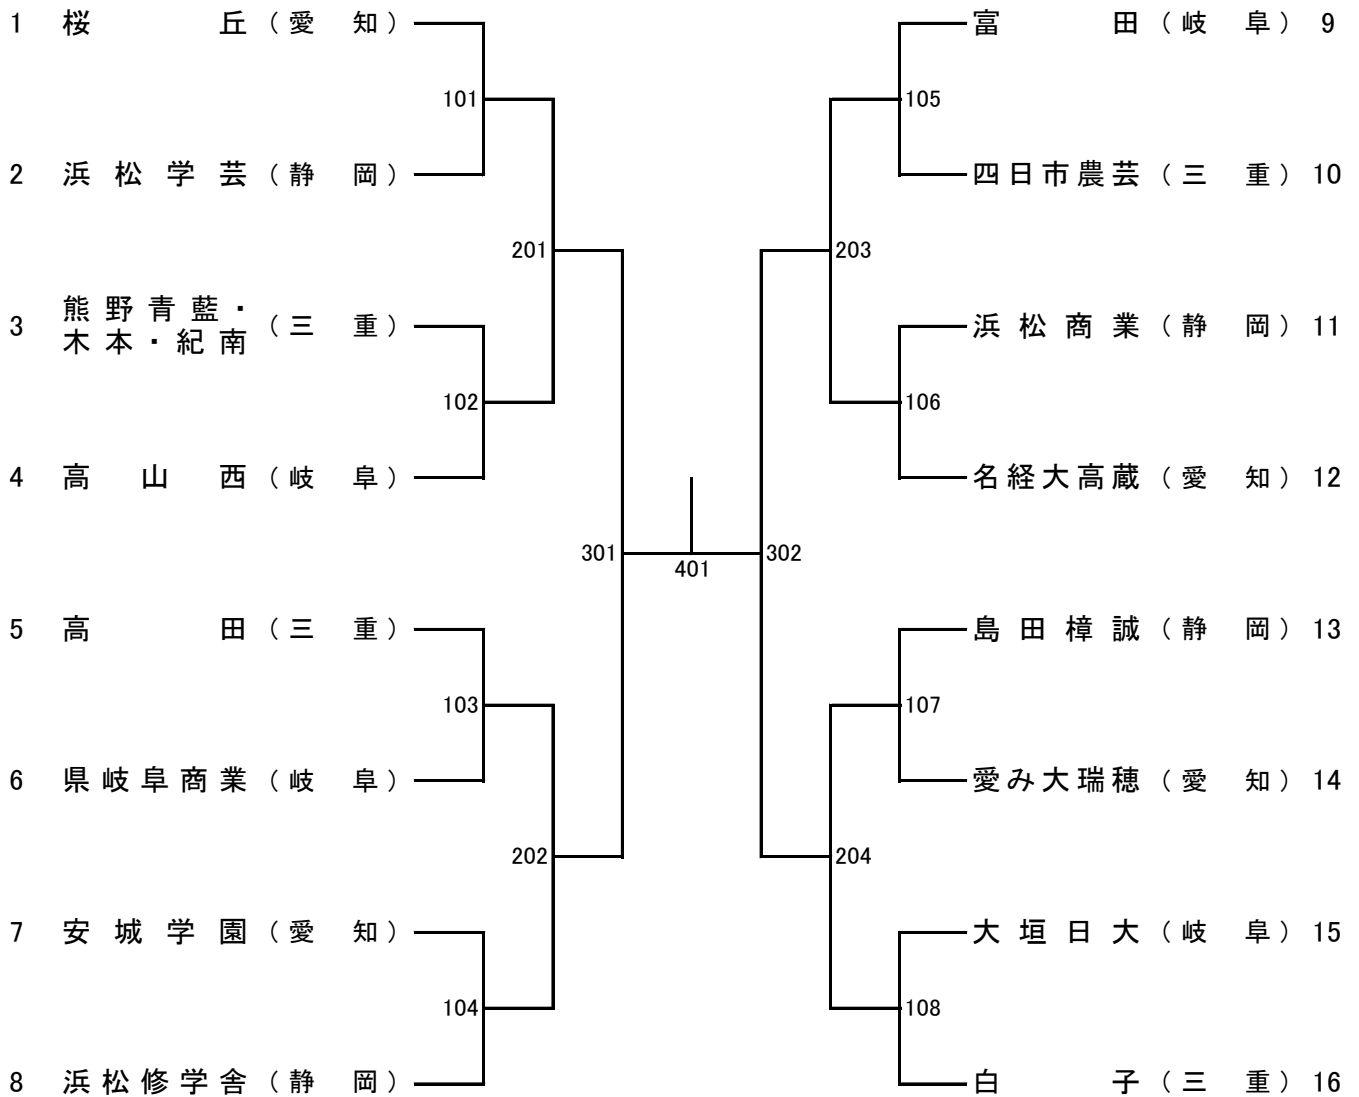 1 桜丘（愛知）
101
2 浜松学芸（静岡）
201
3 熊野青藍・
木本・紀南（三重）
102
4 高山西（岐阜）
301
5 高田（三重）
103
6 県岐阜商業（岐阜）
202
7 安城学園（愛知）
104
8 浜松修学舎（静岡）
401
富田（岐阜）9
105
四日市農芸（三重）10
203
浜松商業（静岡）11
106
名経大高蔵（愛知）12
302
島田樟誠（静岡）13
107
愛み大瑞穂（愛知）14
204
大垣日大（岐阜）15
108
白子（三重）16